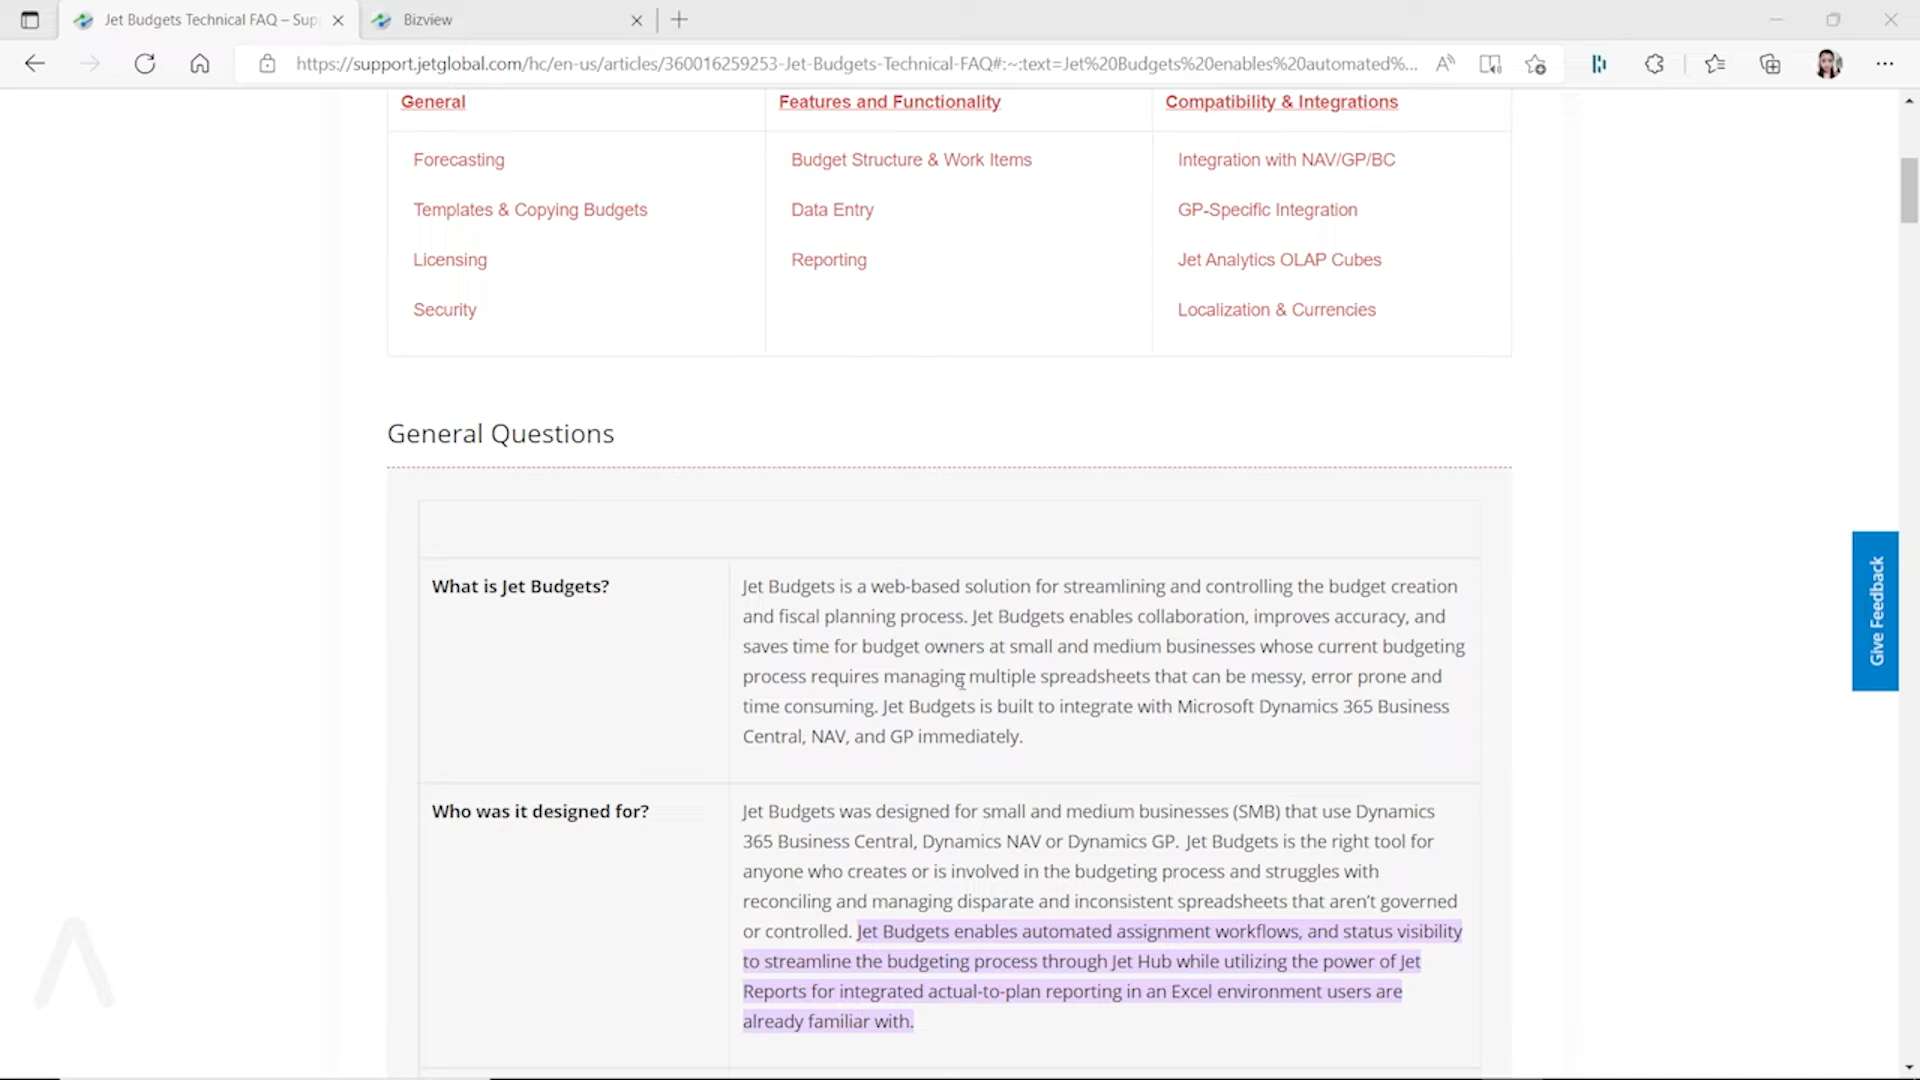 Jet Budgets Technical FAQ – Sup
Bizview
https://support.jetglobal.com/hc/en-us/articles/360016259253-Jet-Budgets-Technical-FAQ#:~:text=Jet%20Budgets%20enables%20automated%...
General
Features and Functionality
Compatibility & Integrations
Forecasting
Budget Structure & Work Items
Integration with NAV/GP/BC
Templates & Copying Budgets
Data Entry
GP-Specific Integration
Licensing
Reporting
Jet Analytics OLAP Cubes
Security
Localization & Currencies
General Questions
What is Jet Budgets?
Jet Budgets is a web-based solution for streamlining and controlling the budget creation
and fiscal planning process. Jet Budgets enables collaboration, improves accuracy, and
saves time for budget owners at small and medium businesses whose current budgeting
process requires managing multiple spreadsheets that can be messy, error prone and
time consuming. Jet Budgets is built to integrate with Microsoft Dynamics 365 Business
Central, NAV, and GP immediately.
Who was it designed for?
Jet Budgets was designed for small and medium businesses (SMB) that use Dynamics
365 Business Central, Dynamics NAV or Dynamics GP. Jet Budgets is the right tool for
anyone who creates or is involved in the budgeting process and struggles with
reconciling and managing disparate and inconsistent spreadsheets that aren't governed
or controlled. Jet Budgets enables automated assignment workflows, and status visibility
to streamline the budgeting process through Jet Hub while utilizing the power of Jet
Reports for integrated actual-to-plan reporting in an Excel environment users are
already familiar with.
Give Feedback